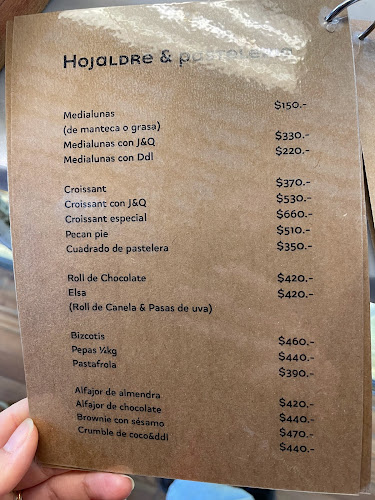 Hojaldre & pastelería
Medialunas $150.-
(de manteca o grasa)
Medialunas con J&Q $330.-
Medialunas con Ddl $220.-
Croissant $370.-
Croissant con J&Q $530.-
Croissant especial $660.-
Pecan pie $510.-
Cuadrado de pastelera $350.-
Roll de Chocolate $420.-
Elsa $420.-
(Roll de Canela & Pasas de uva)
Bizcotis $460.-
Pepas ¼kg $440.-
Pastafrola $390.-
Alfajor de almendra $420.-
Alfajor de chocolate $440.-
Brownie con sésamo $470.-
Crumble de coco&ddl $440.-